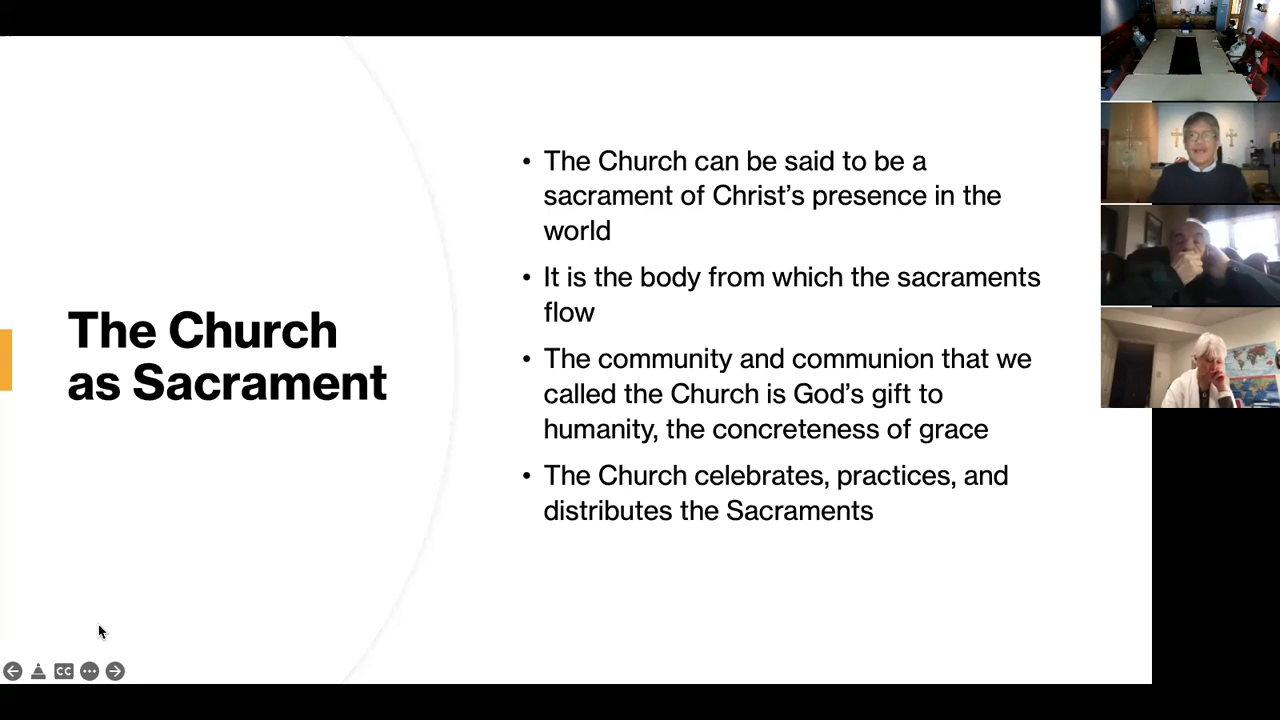 The Church
as Sacrament
• The Church can be said to be a
sacrament of Christ’s presence in the
world
• It is the body from which the sacraments
flow
• The community and communion that we
called the Church is God’s gift to
humanity, the concreteness of grace
• The Church celebrates, practices, and
distributes the Sacraments
CC